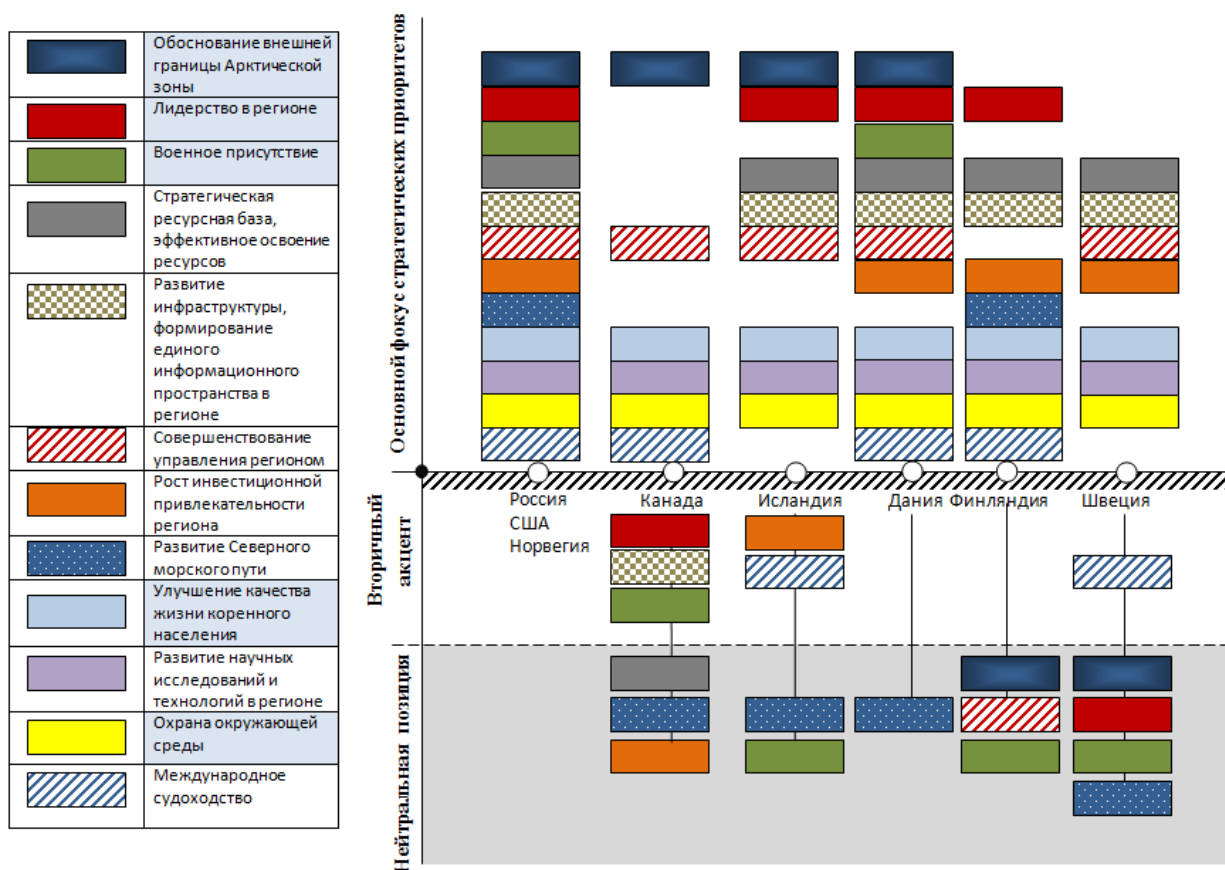 Обоснование внешней
границы Арктической
зоны
Лидерство в регионе
Военное присутствие
Стратегическая
ресурсная база,
эффективное освоение
ресурсов
Развитие
инфраструктуры,
формирование
единого
информационного
пространства в
регионе
Совершенствование
управления регионом
Рост инвестиционной
привлекательности
региона
Развитие Северного
морского пути
Улучшение качества
жизни коренного
населения
Развитие научных
исследований и
технологий в регионе
Охрана окружающей
среды
Международное
судоходство
Основной фокус стратегических приоритетов
Вторичный
акцент
Нейтральная позиция
Россия
США
Норвегия
Канада
Исландия
Дания
Финляндия
Швеция